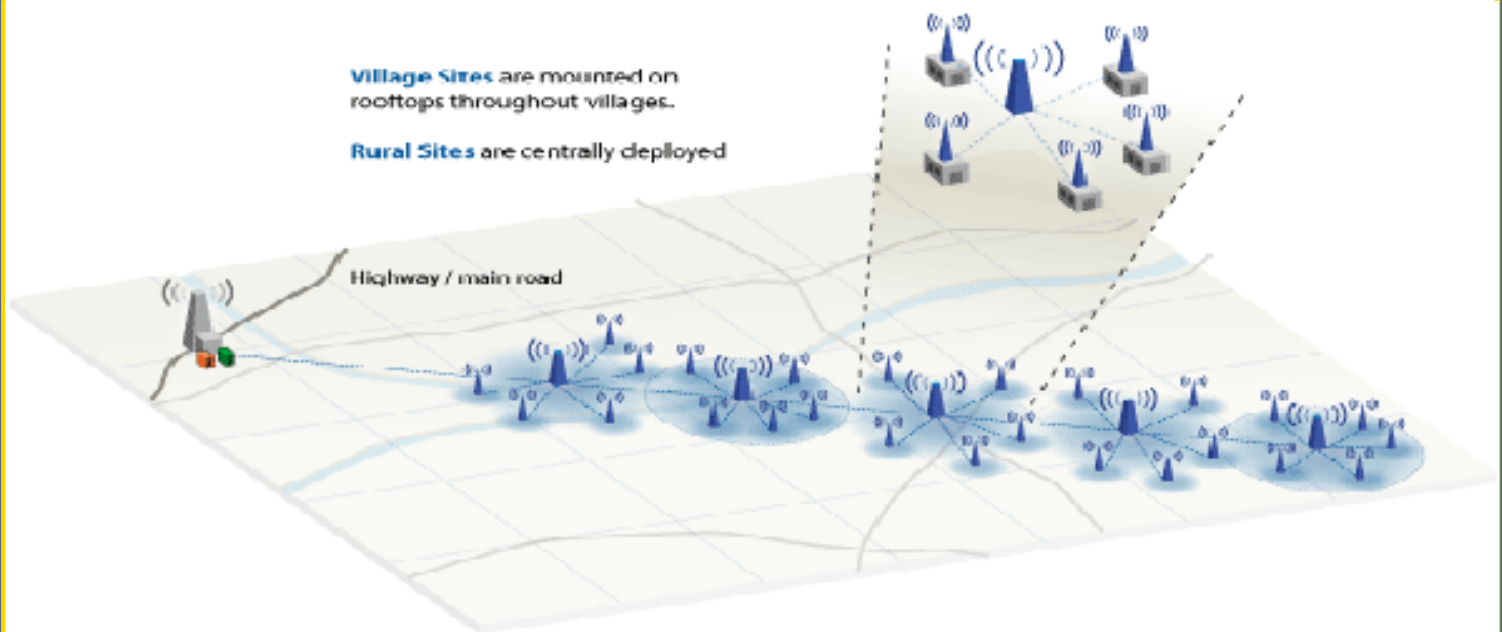 Village Sites are mounted on
rooftops throughout villages.
Rural Sites are centrally deployed
Highway / main road